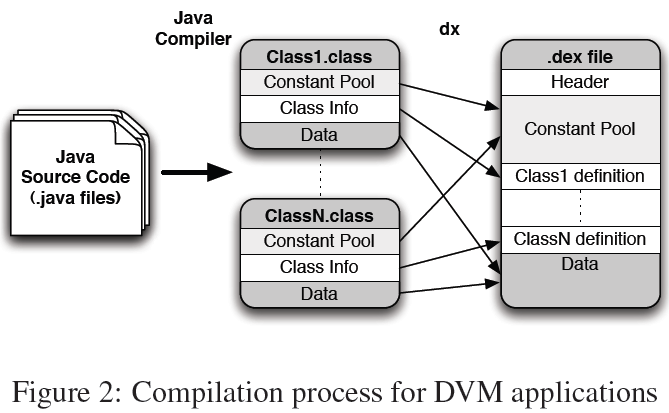 Java
Compiler
dx
Java
Source Code
(.java files)
Class1.class
Constant Pool
Class Info
Data
ClassN.class
Constant Pool
Class Info
Data
.dex file
Header
Constant Pool
Class1 definition
ClassN definition
Data
Figure 2: Compilation process for DVM applications